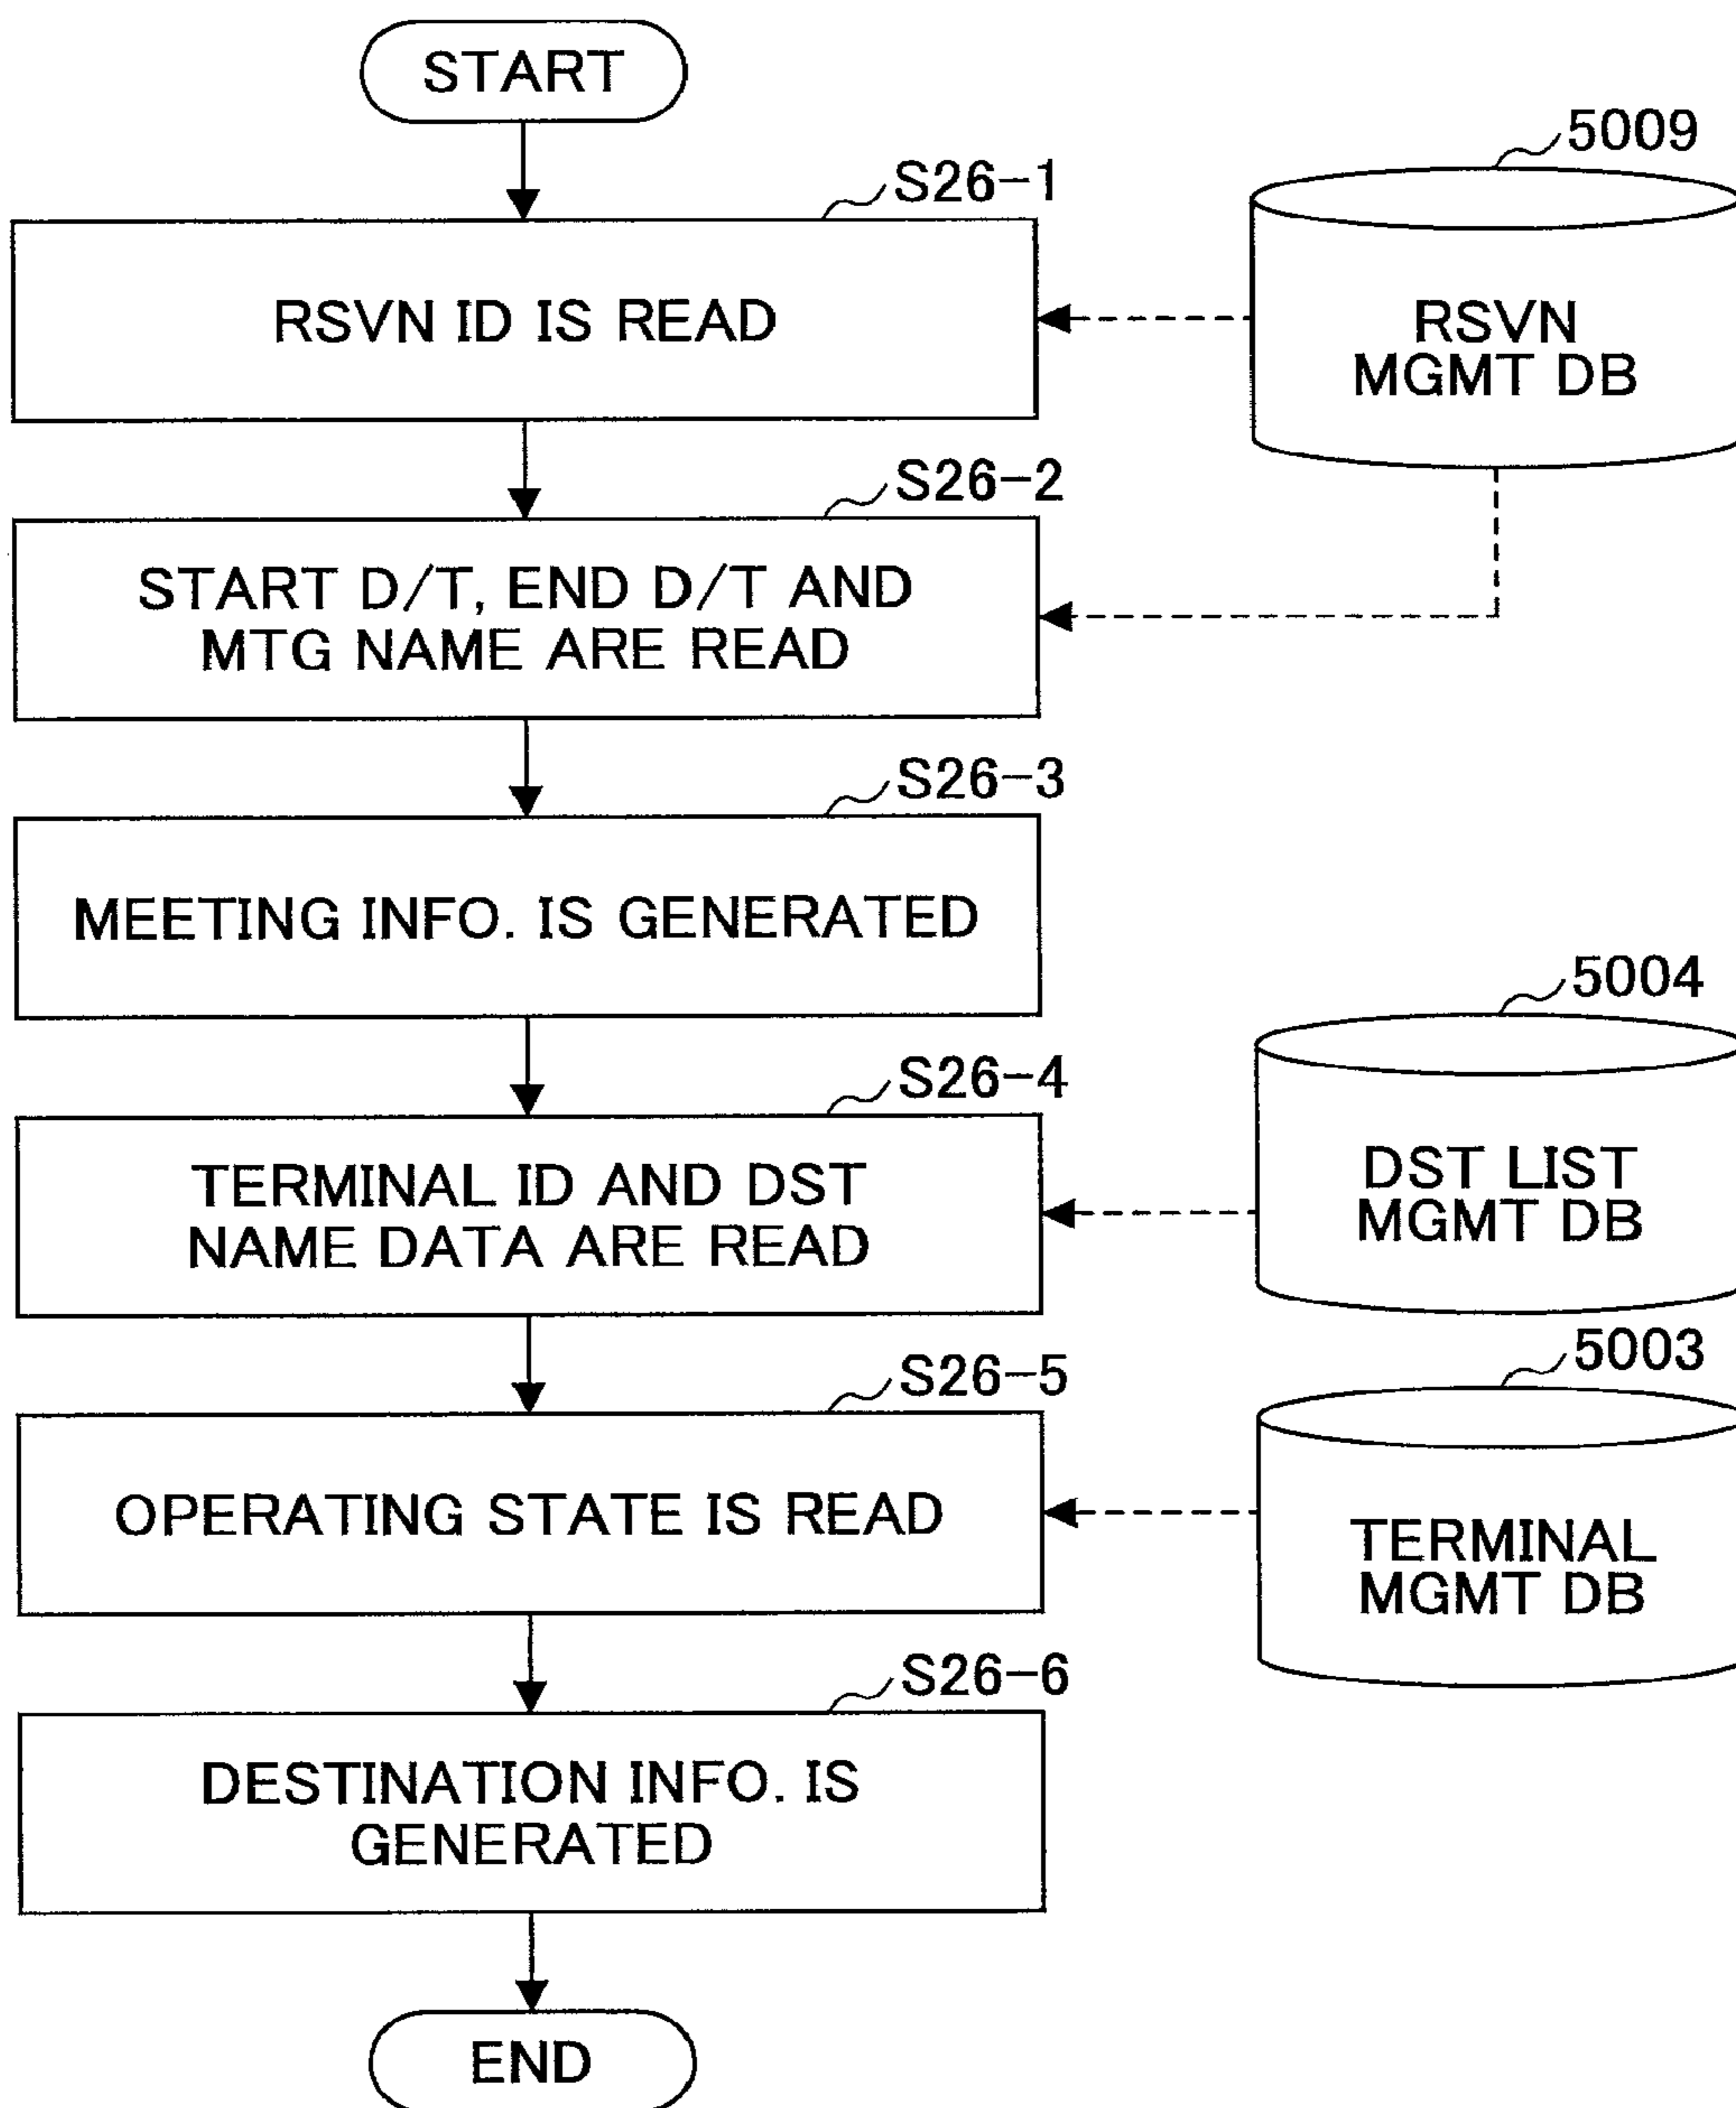 START
5009
S26-1
RSVN ID IS READ
RSVN
MGMT DB
S26-2
START D/T, END D/T AND
MTG NAME ARE READ
S26-3
MEETING INFO. IS GENERATED
5004
S26-4
TERMINAL ID AND DST
NAME DATA ARE READ
DST LIST
MGMT DB
5003
S26-5
OPERATING STATE IS READ
TERMINAL
MGMT DB
S26-6
DESTINATION INFO. IS
GENERATED
END